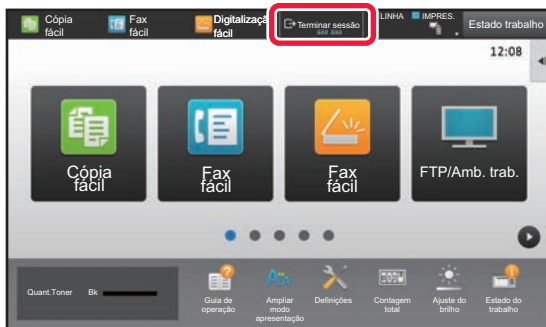 Cópia
fácil
Fax
fácil
Digitalizaçã
fácil
Terminar sessão
LINHA
IMPRES.
Estado trabalho
12:08
Cópia
fácil
Fax
fácil
Fax
fácil
FTP/Amb. trab.
Quant.Toner
Bk
Guia de
operação
Ampliar
modo
apresentação
Definições
Contagem
total
Ajuste do
brilho
Estado do
trabalho